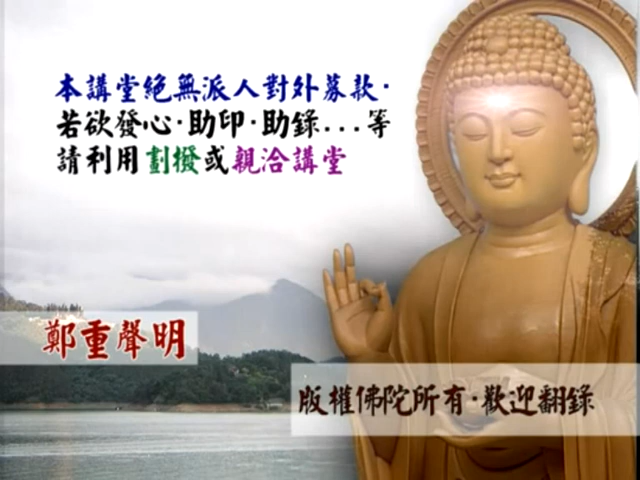 本講堂絕無派人對外募款·
若欲發心·助印·助錄...等
請利用劃撥或親洽講堂
鄭重聲明
版權佛陀所有·歡迎翻錄